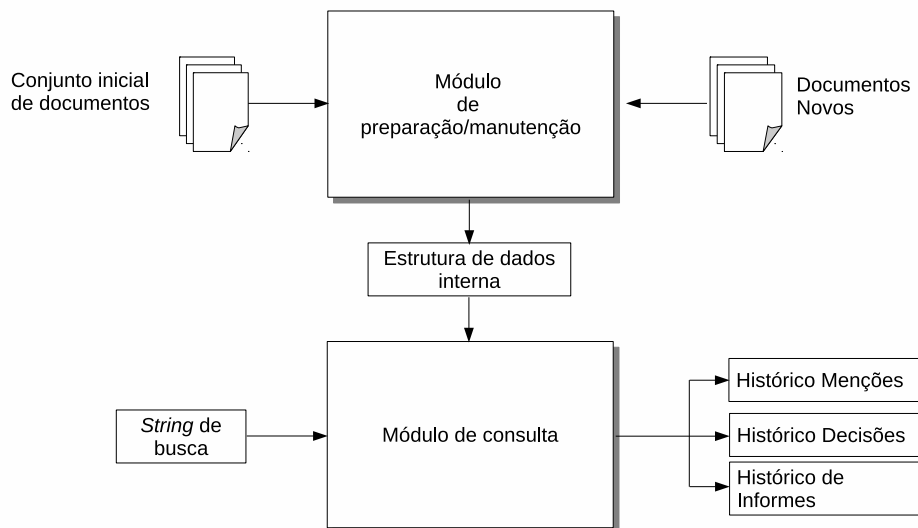 Conjunto inicial
de documentos
Módulo
de
preparação/manutenção
Documentos
Novos
Estrutura de dados
interna
String de
busca
Módulo de consulta
Histórico Menções
Histórico Decisões
Histórico de
Informes